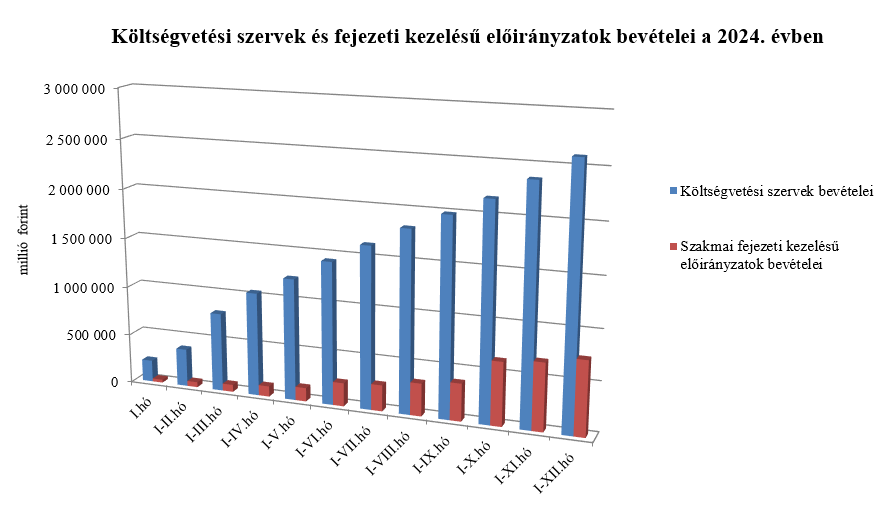 Költségvetési szervek és fejezeti kezelésű előirányzatok bevételei a 2024. évben
3 000 000
2 500 000
2 000 000
1 500 000
1 000 000
500 000
0
millió forint
I.hó
I-II.hó
I-III.hó
I-IV.hó
I-V.hó
I-VI.hó
I-VII.hó
I-VIII.hó
I-IX.hó
I-X.hó
I-XI.hó
I-XII.hó
Költségvetési szervek bevételei
Szakmai fejezeti kezelésű
előirányzatok bevételei